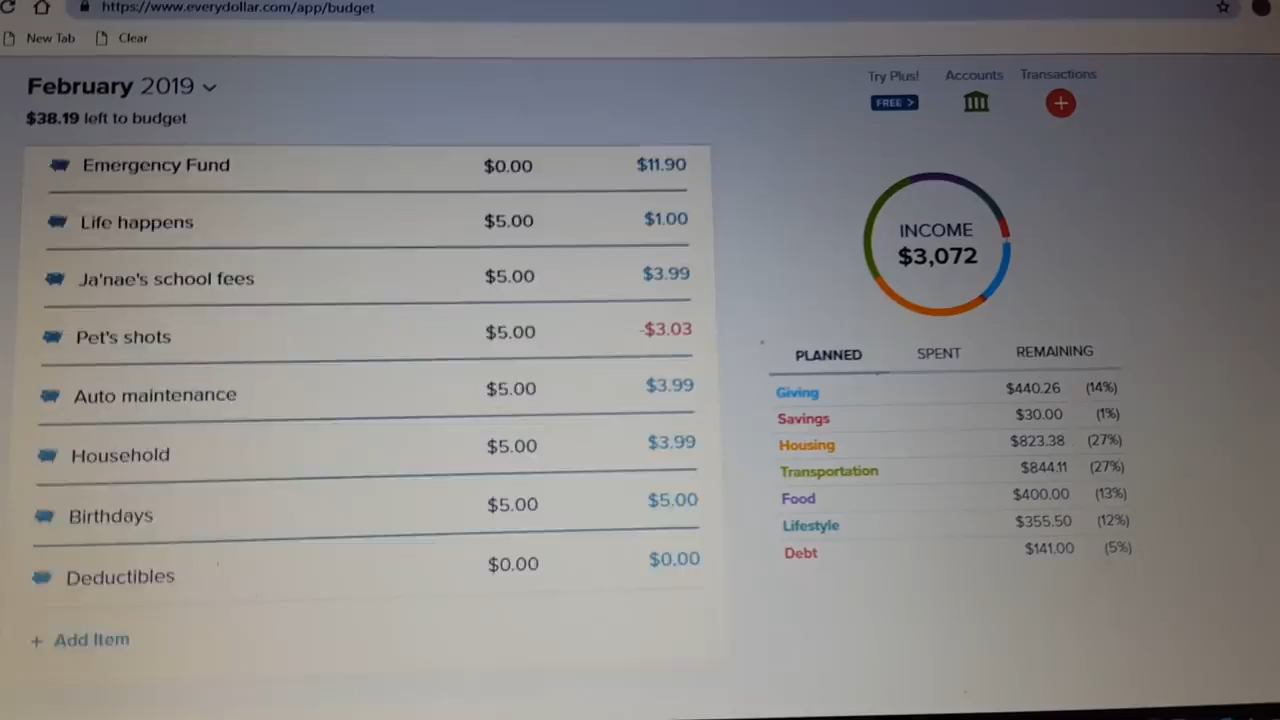 https://www.everydollar.com/app/budget
New Tab Clear
February 2019
$38.19 left to budget
Try Plus! Accounts Transactions
FREE >
Emergency Fund $0.00 $11.90
Life happens $5.00 $1.00
Ja'nae's school fees $5.00 $3.99
Pet's shots $5.00 -$3.03
Auto maintenance $5.00 $3.99
Household $5.00 $3.99
Birthdays $5.00 $5.00
Deductibles $0.00 $0.00
+ Add Item
INCOME
$3,072
PLANNED SPENT REMAINING
Giving $440.26 (14%)
Savings $30.00 (1%)
Housing $823.38 (27%)
Transportation $844.11 (27%)
Food $400.00 (13%)
Lifestyle $355.50 (12%)
Debt $141.00 (5%)